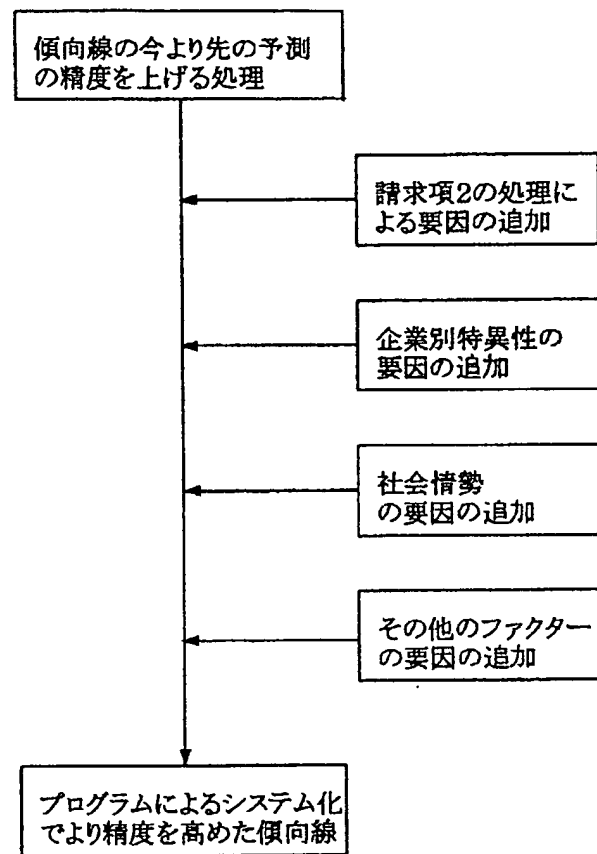 傾向線の今より先の予測
の精度を上げる処理
請求項2の処理に
よる要因の追加
企業別特異性の
要因の追加
社会情勢
の要因の追加
その他のファクター
の要因の追加
プログラムによるシステム化
でより精度を高めた傾向線